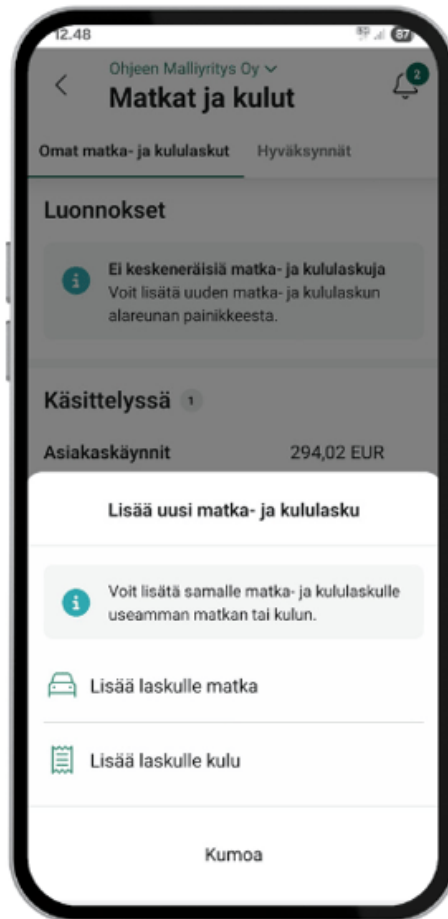 12.48
87
Ohjeen Malliyritys Oy
Matkat ja kulut
2
Omat matka- ja kululaskut Hyväksynnät
Luonnokset
Ei keskeneräisiä matka- ja kululaskuja
Voit lisätä uuden matka- ja kululaskun
alareunan painikkeesta.
Käsittelyssä 1
Asiakaskäynnit 294,02 EUR
Lisää uusi matka- ja kululasku
Voit lisätä samalle matka- ja kululaskulle
useamman matkan tai kulun.
Lisää laskulle matka
Lisää laskulle kulu
Kumoa